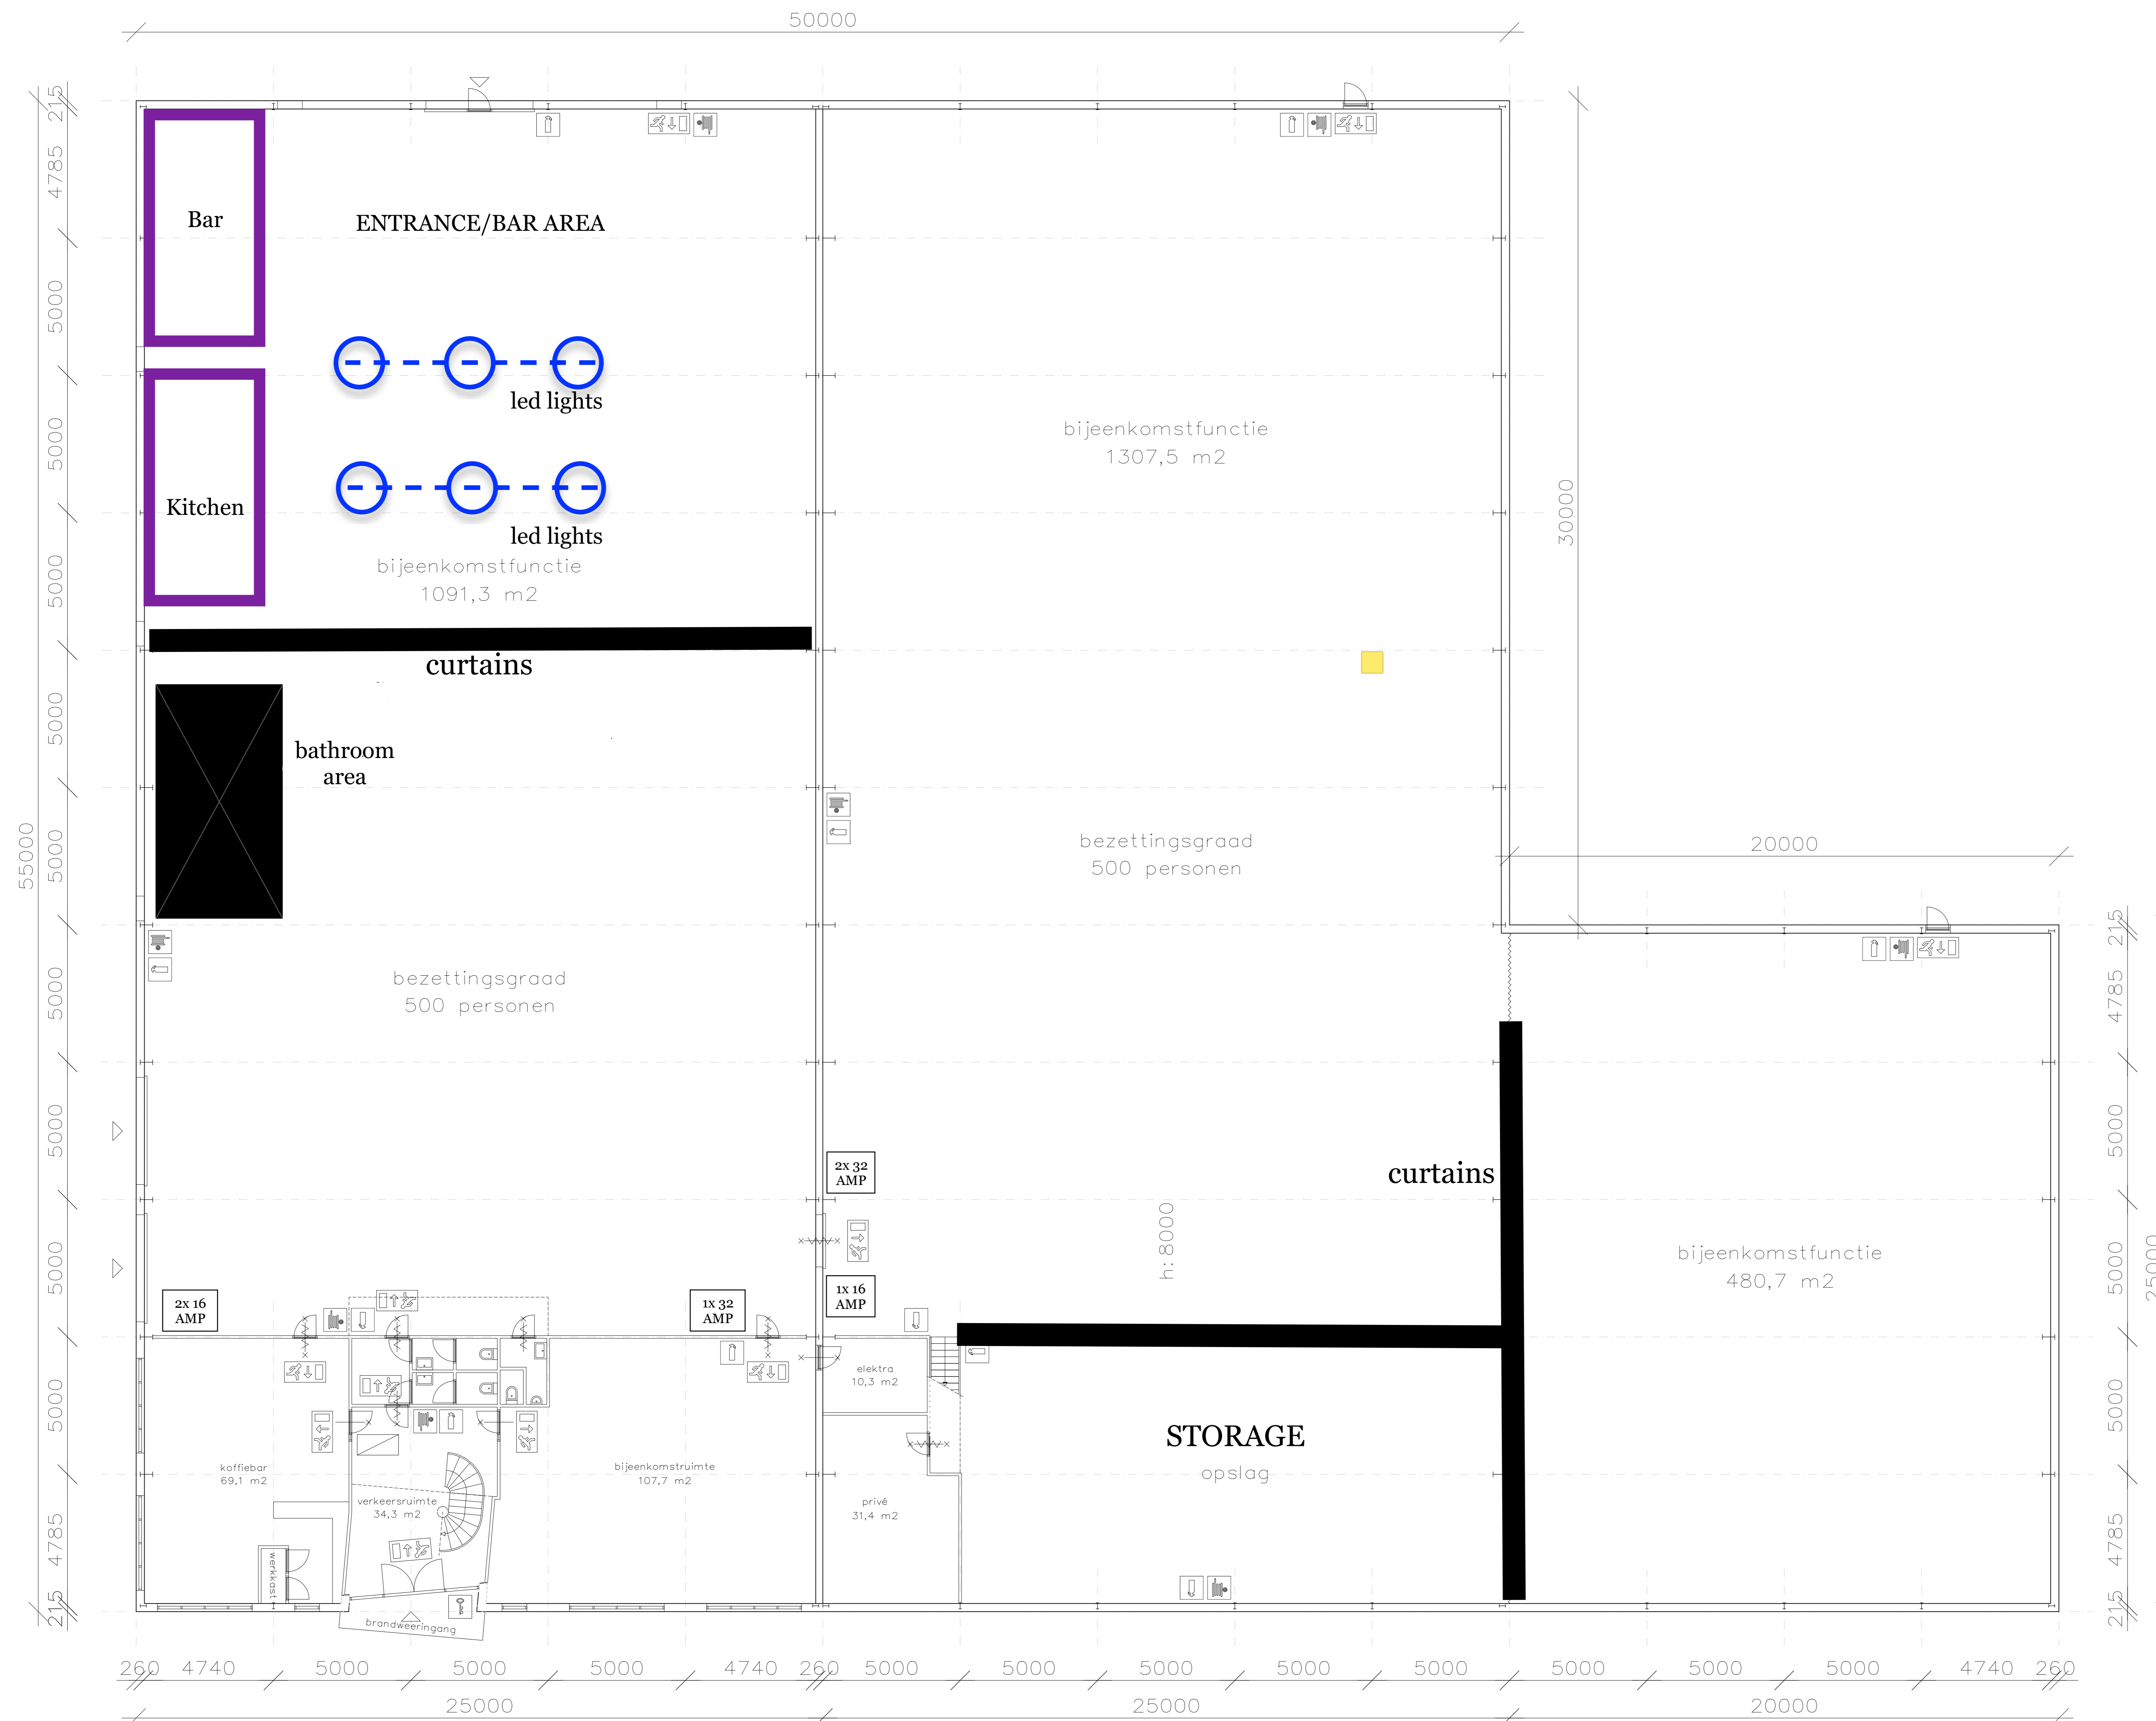 50000
215
4785
5000
5000
5000
5000
5000
5000
5000
5000
5000
5000
4785
215
55000
Bar
ENTRANCE/BAR AREA
led lights
Kitchen
led lights
bijeenkomstfunctie
1091,3 m2
curtains
bathroom
area
bezettingsgraad
500 personen
bijeenkomstfunctie
1307,5 m2
30000
bezettingsgraad
500 personen
20000
215
4785
5000
5000
5000
4785
215
25000
2x 32
AMP
curtains
h:8000
bijeenkomstfunctie
480,7 m2
2x 16
AMP
1x 32
AMP
1x 16
AMP
elektra
10,3 m2
STORAGE
opslag
koffiebar
69,1 m2
bijeenkomstruimte
107,7 m2
verkeersruimte
34,3 m2
privé
31,4 m2
werkkast
brandweeringang
260
4740
5000
5000
5000
4740
260
5000
5000
5000
5000
5000
5000
5000
5000
4740
260
25000
25000
20000